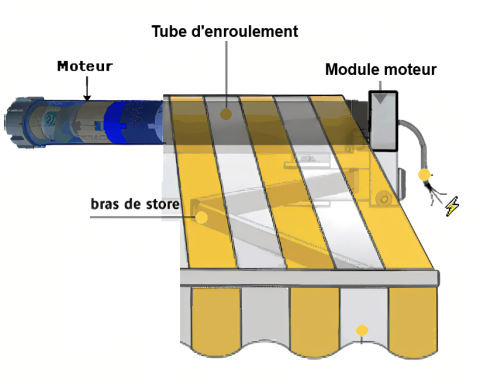 Tube d'enroulement
Moteur
Module moteur
bras de store